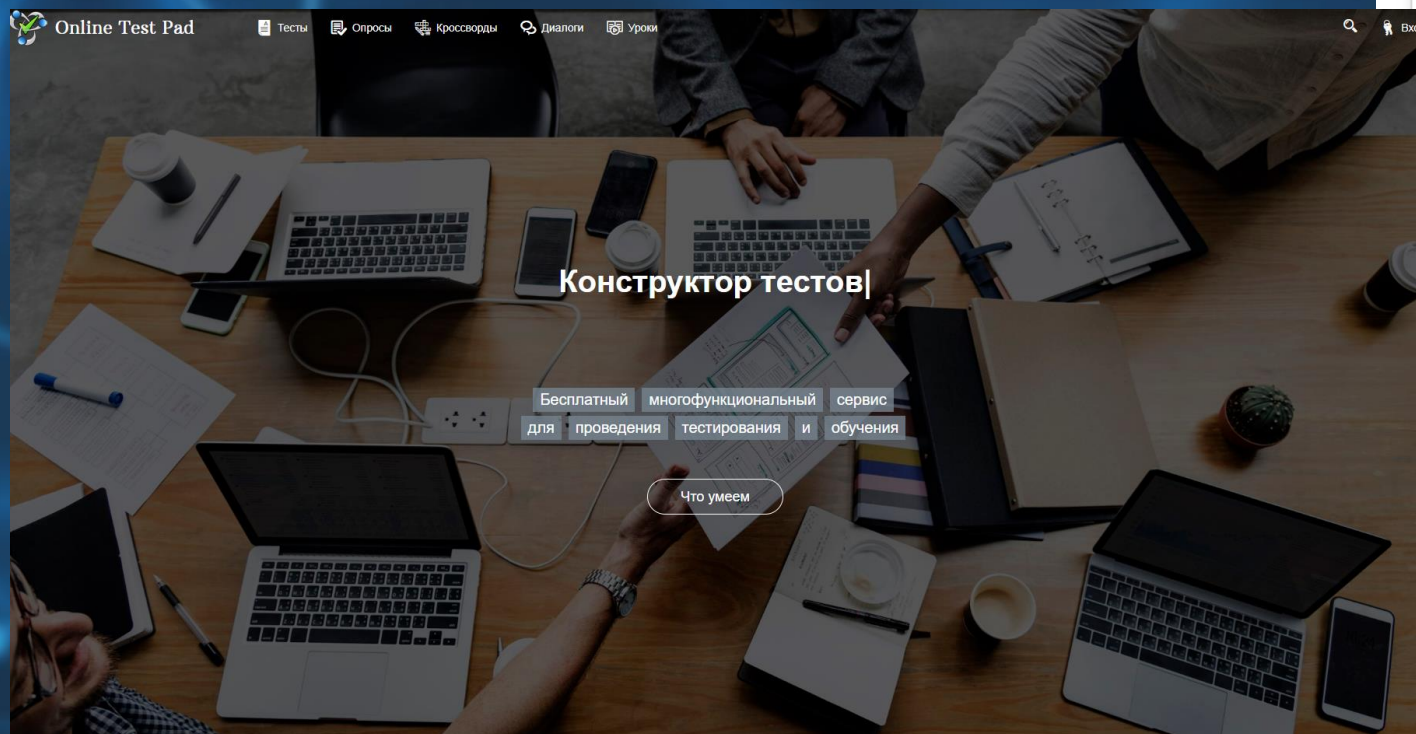 Online Test Pad Тесты Опросы Кроссворды Диалоги Уроки
Конструктор тестов|
Бесплатный многофункциональный сервис
для проведения тестирования и обучения
Что умеем